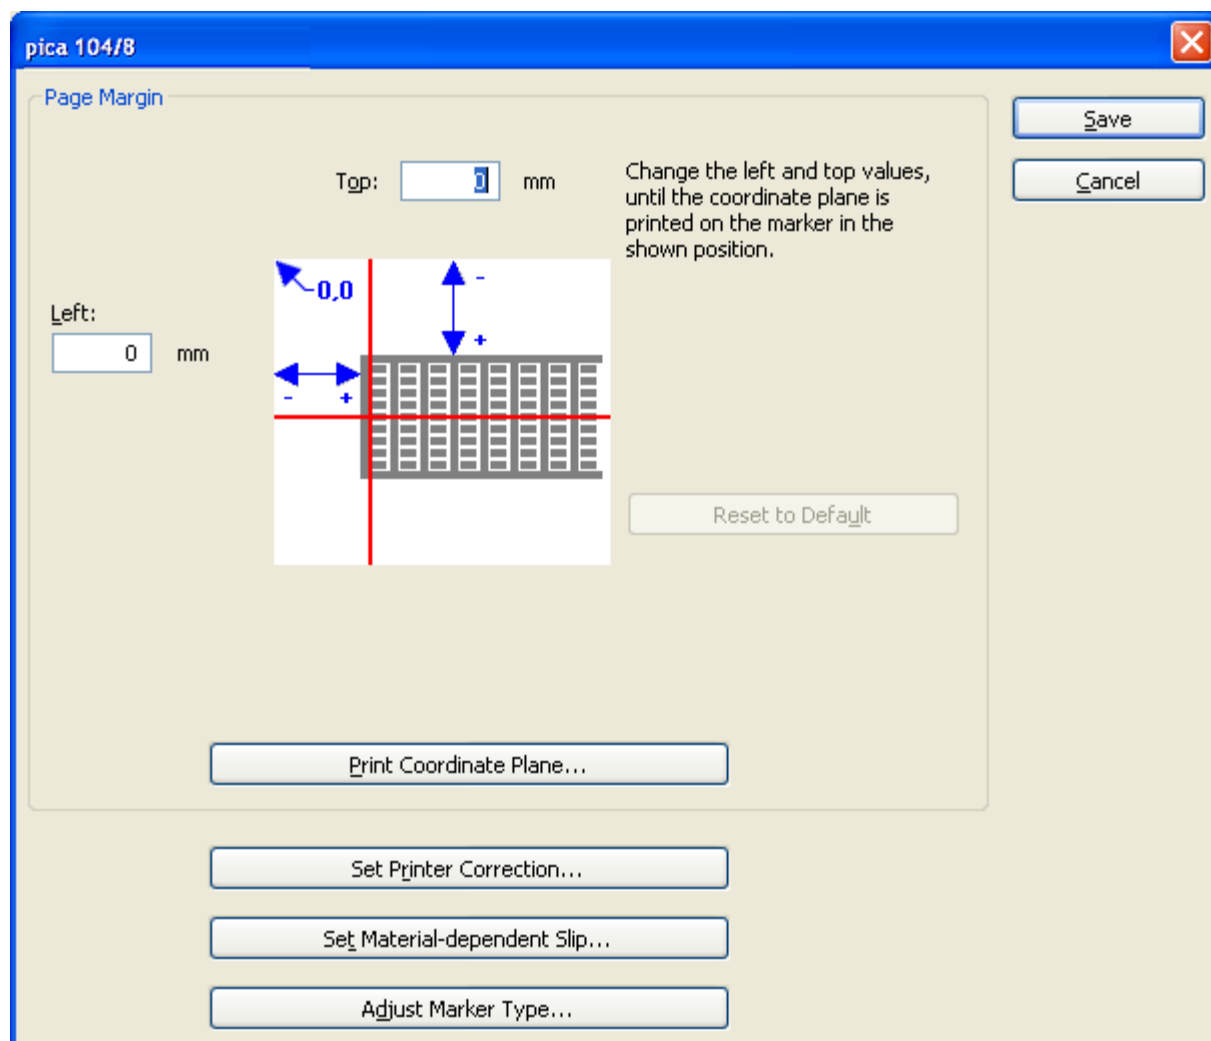 pica 104/8
Page Margin
Save
Cancel
Top: 0 mm
Change the left and top values,
until the coordinate plane is
printed on the marker in the
shown position.
0,0
-
+
Left:
0 mm
- +
Reset to Default
Print Coordinate Plane...
Set Printer Correction...
Set Material-dependent Slip...
Adjust Marker Type...